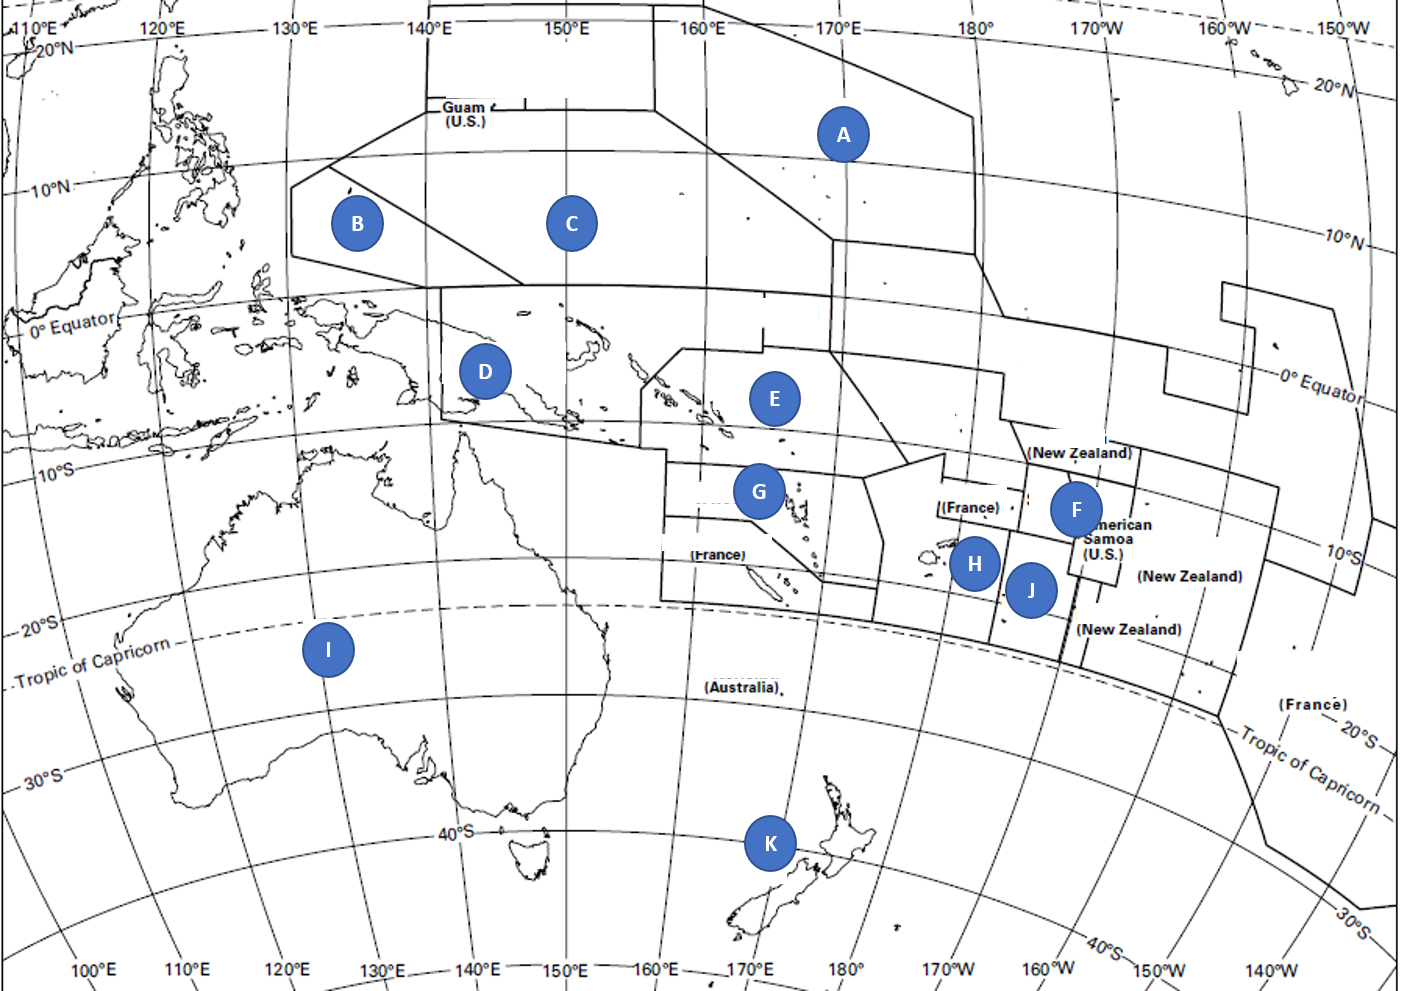 110°E 120°E 130°E 140°E 150°E 160°E 170°E 180° 170°W 160°W 150°W
20°N
20°N
Guam
(U.S.)
A
10°N
B
C
10°N
0° Equator
D
0° Equator
E
(New Zealand)
10°S
G
(France)
F
American
Samoa
(U.S.)
(France)
10°S
H
J
(New Zealand)
20°S
(New Zealand)
Tropic of Capricorn
I
(Australia)
(France)
20°S
Tropic of Capricorn
30°S
40°S
K
30°S
40°S
100°E 110°E 120°E 130°E 140°E 150°E 160°E 170°E 180° 170°W 160°W 150°W 140°W